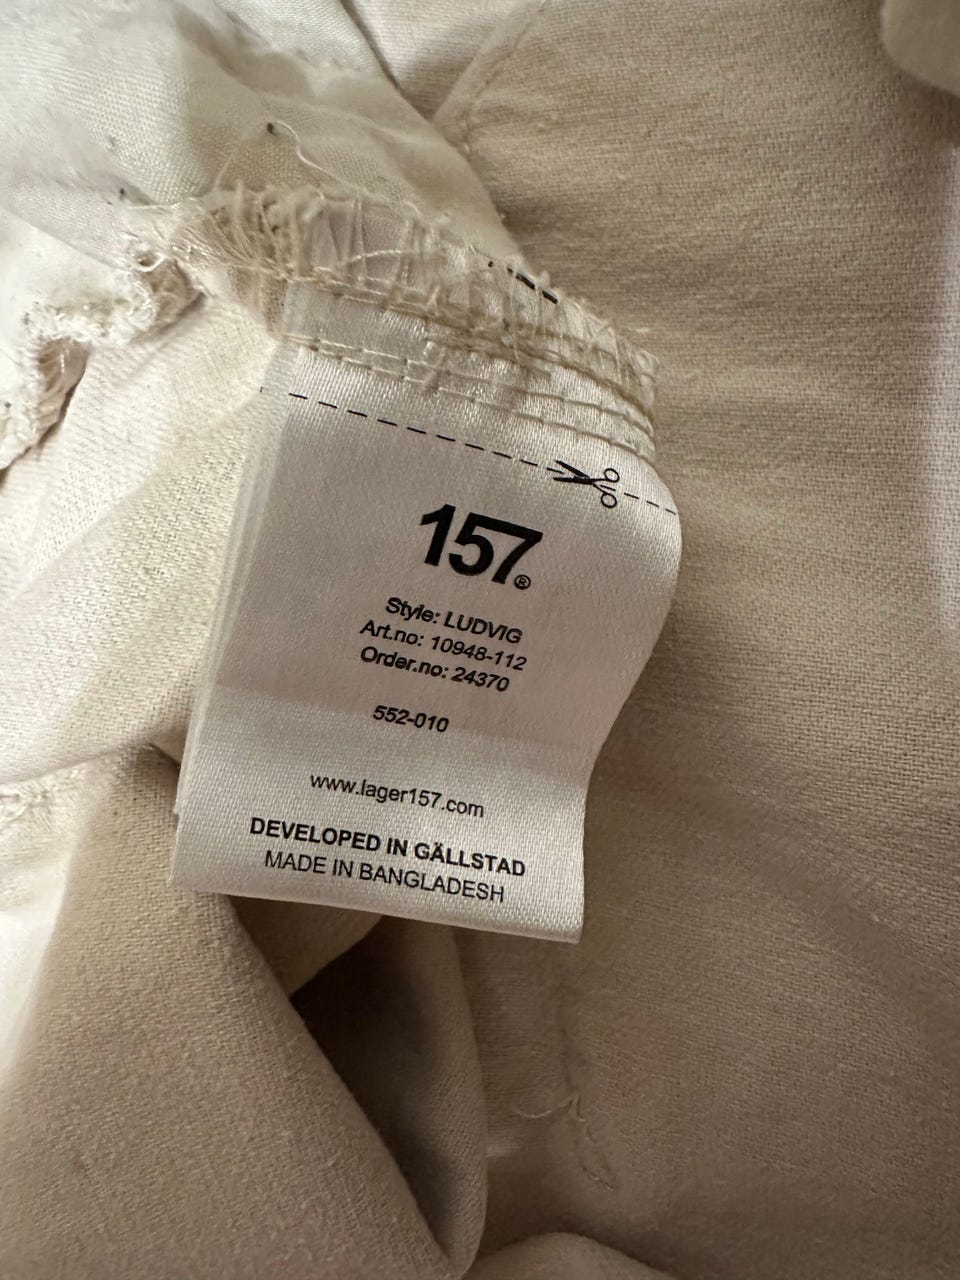 157®
Style: LUDVIG
Art.no: 10948-112
Order.no: 24370
552-010
www.lager157.com
DEVELOPED IN GÄLLSTAD
MADE IN BANGLADESH